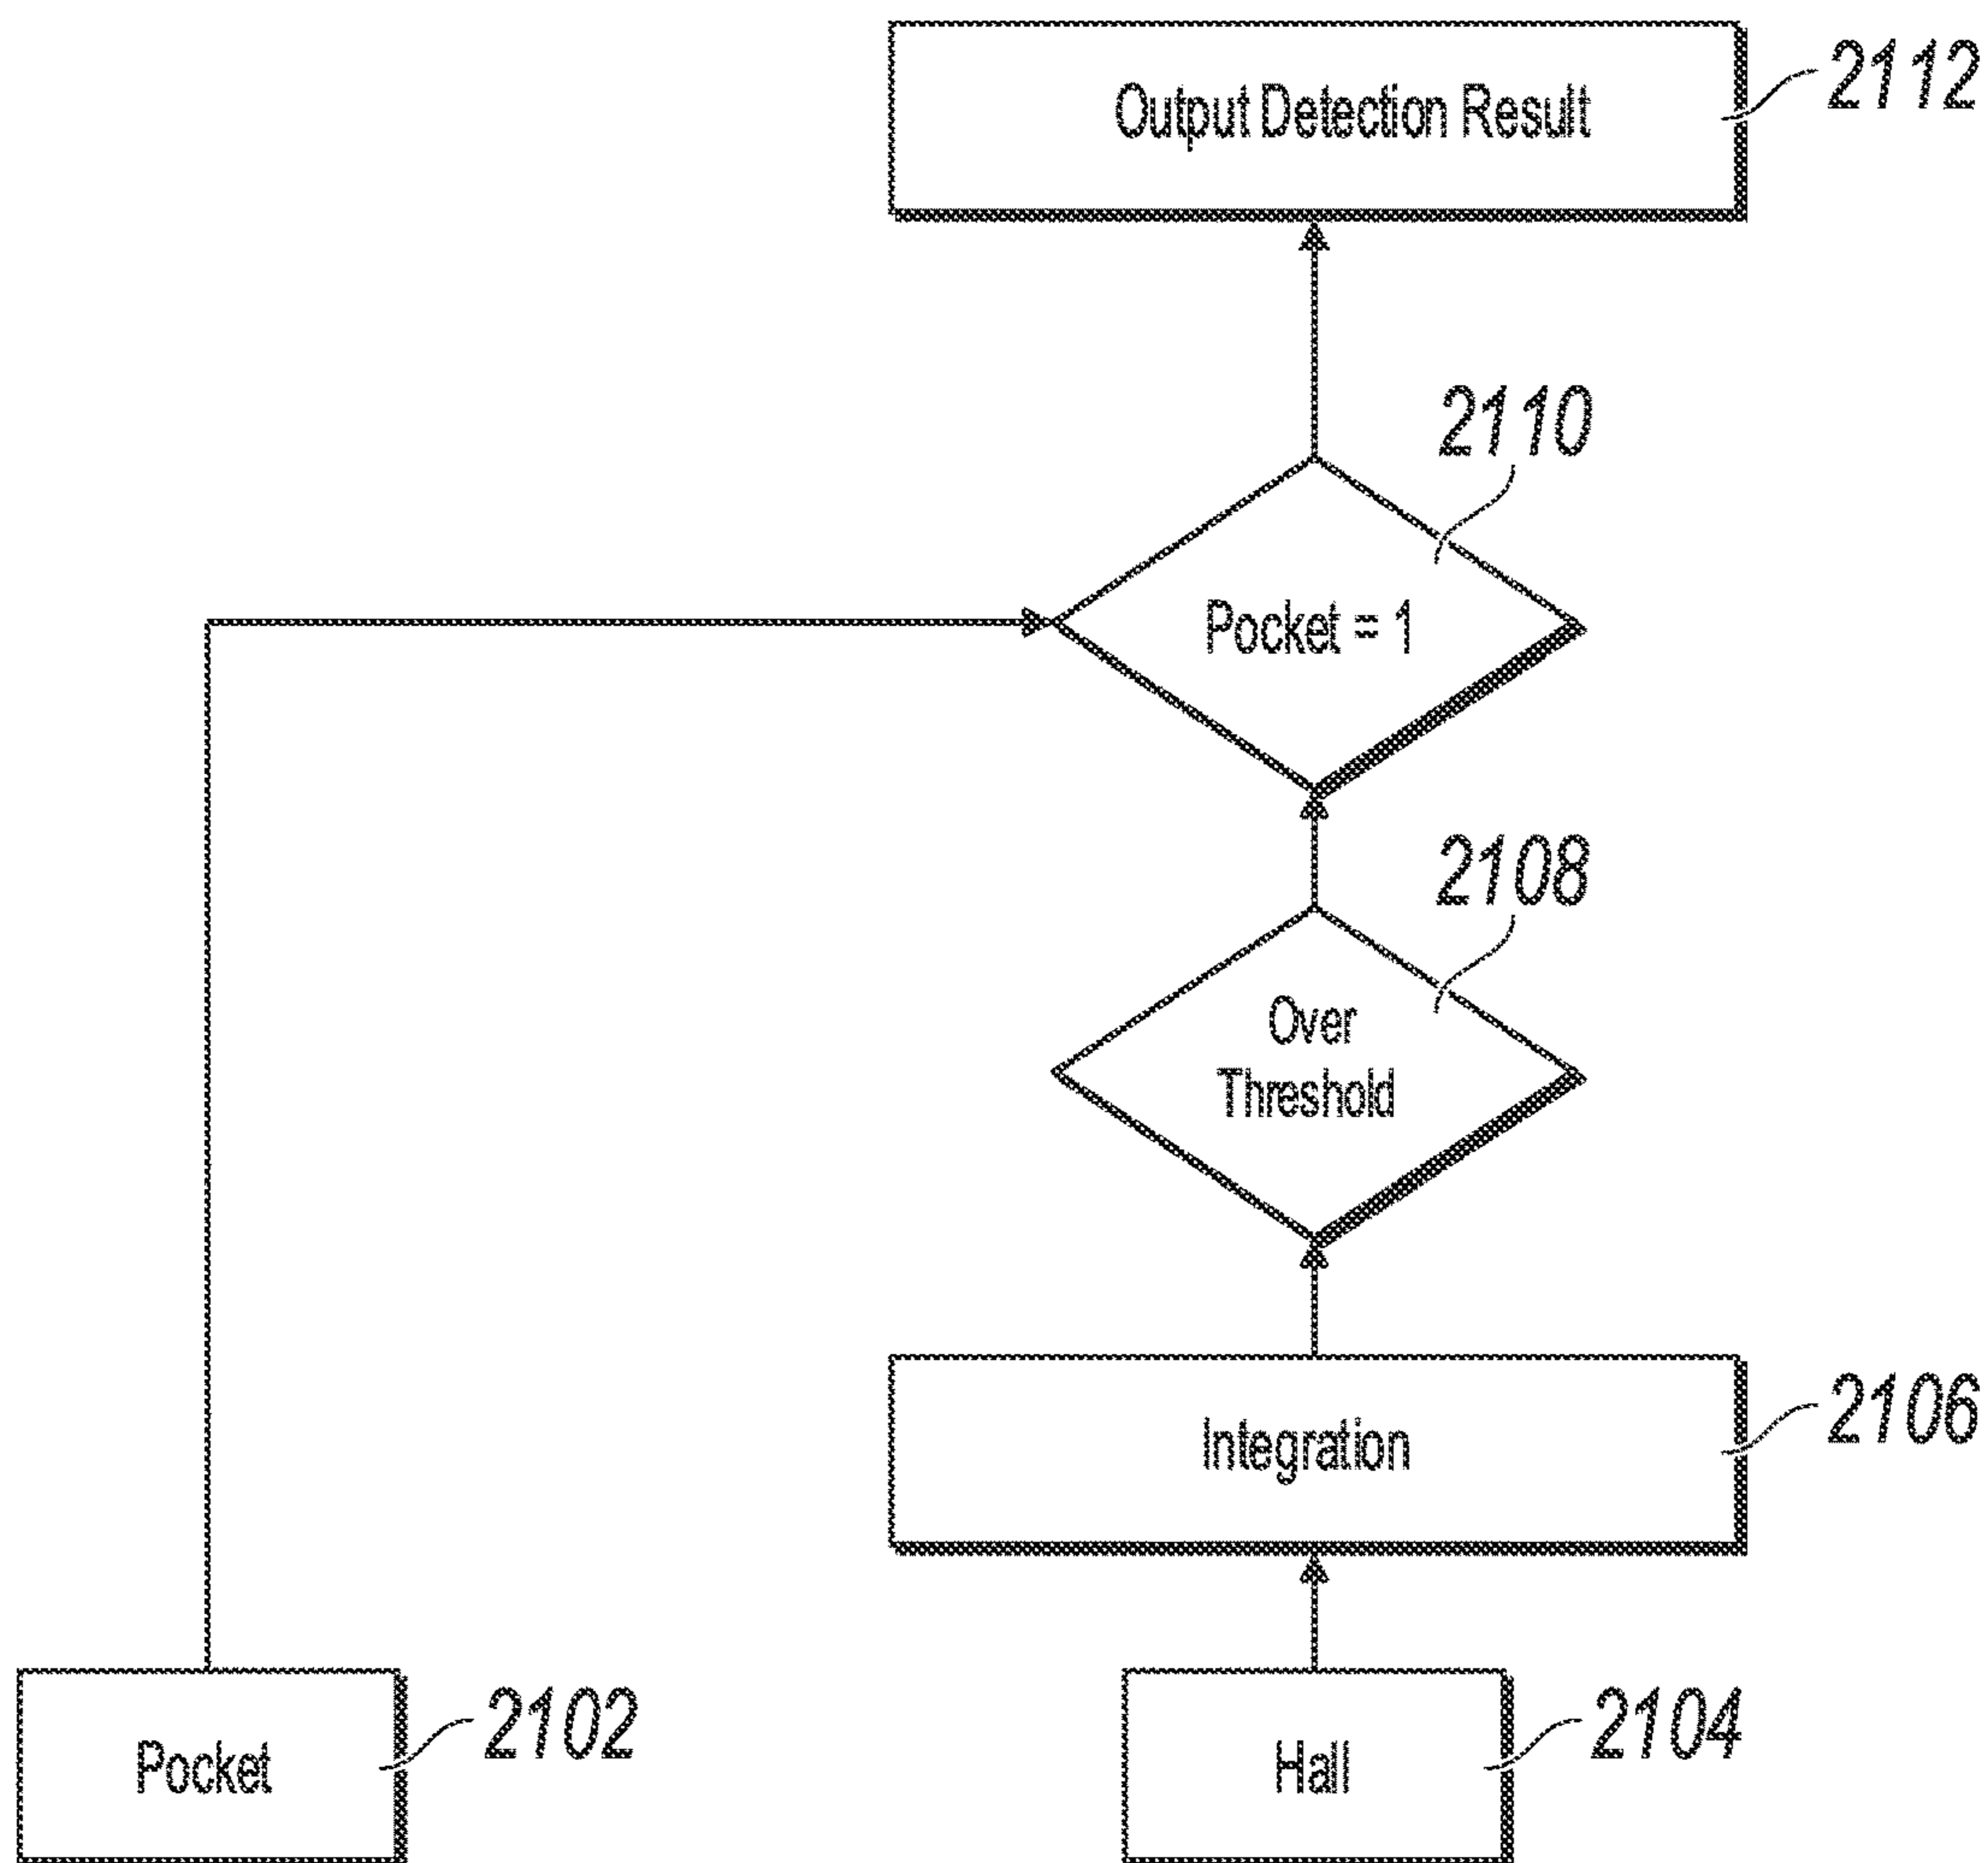 Output Detection Result
2112
2110
Pocket = 1
2108
Over
Threshold
Integration
2106
Pocket
2102
Hall
2104